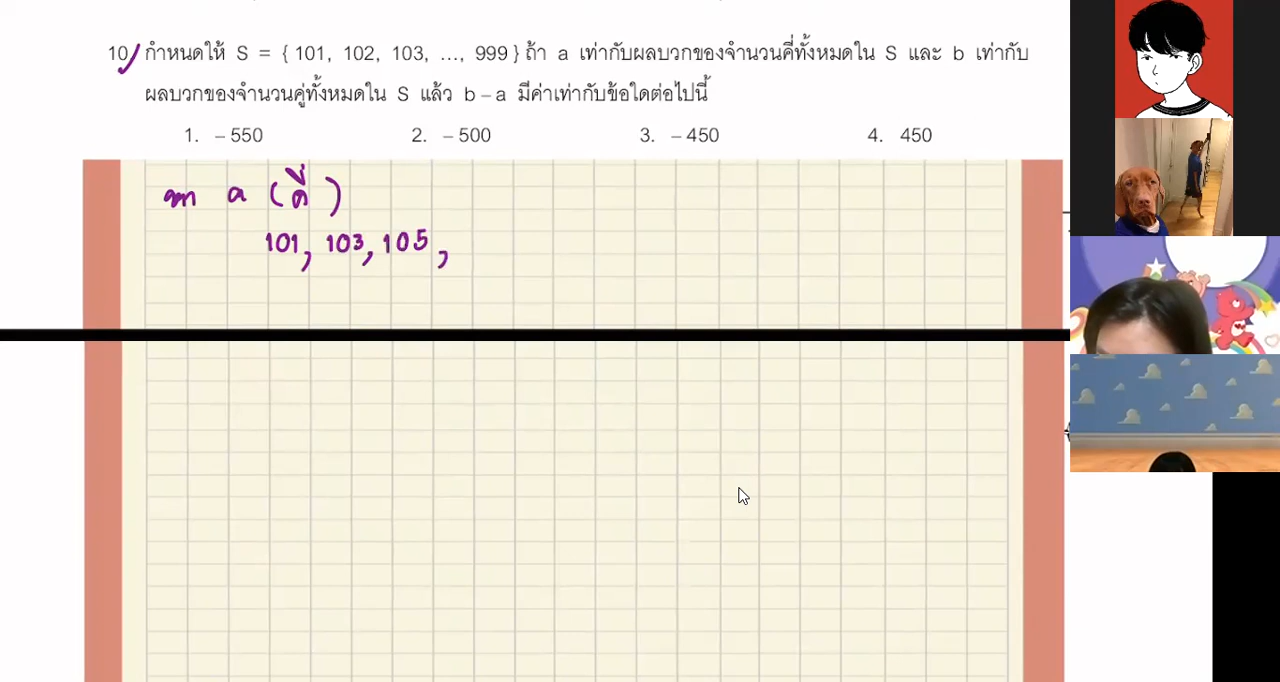 10. กำหนดให้ S = { 101, 102, 103, ..., 999 } ถ้า a เท่ากับผลบวกของจำนวนคี่ทั้งหมดใน S และ b เท่ากับ
ผลบวกของจำนวนคู่ทั้งหมดใน S แล้ว b – a มีค่าเท่ากับข้อใดต่อไปนี้
1. – 550 2. – 500 3. – 450 4. 450
หา a (คี่)
101, 103, 105,